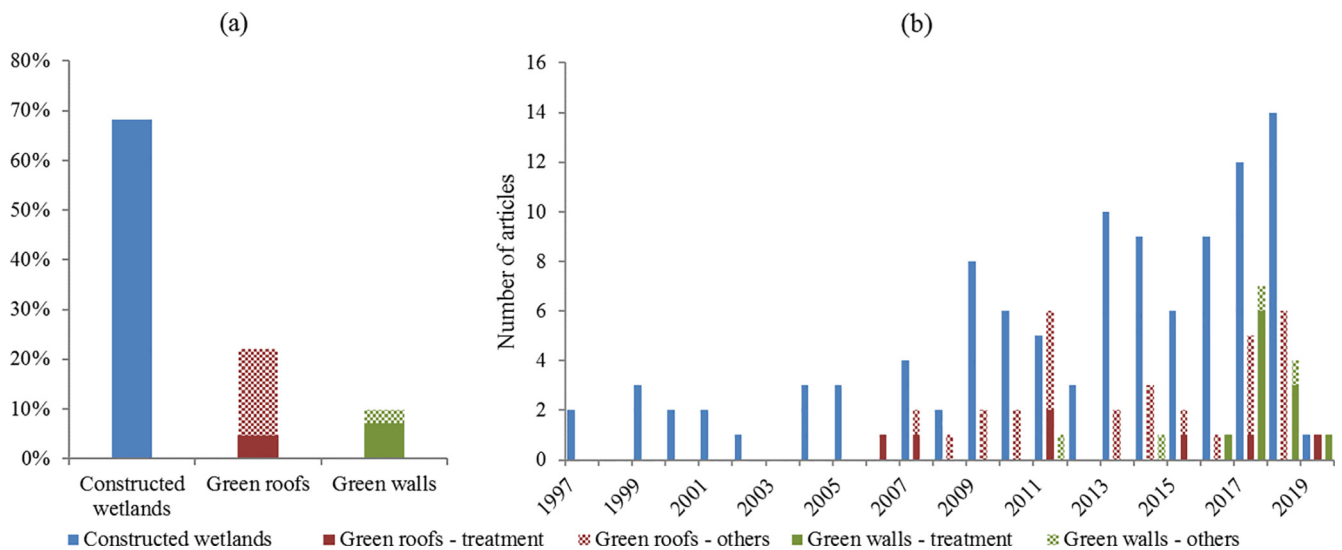 (a)
80%
70%
60%
50%
40%
30%
20%
10%
0%
Constructed
wetlands
Green roofs
Green walls
(b)
Number of articles
16
14
12
10
8
6
4
2
0
1997
1999
2001
2003
2005
2007
2009
2011
2013
2015
2017
2019
Constructed wetlands
Green roofs - treatment
Green roofs - others
Green walls - treatment
Green walls - others